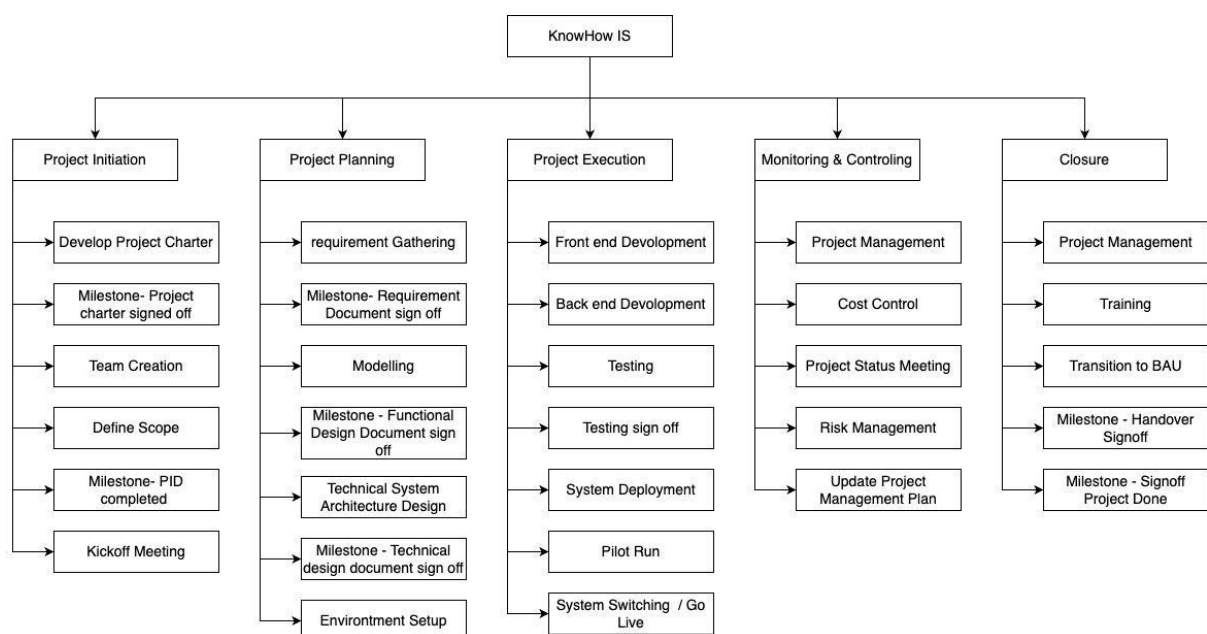 KnowHow IS
Project Initiation
Develop Project Charter
Milestone- Project
charter signed off
Team Creation
Define Scope
Milestone- PID
completed
Kickoff Meeting
Project Planning
requirement Gathering
Milestone- Requirement
Document sign off
Modelling
Milestone - Functional
Design Document sign
off
Technical System
Architecture Design
Milestone - Technical
design document sign off
Environtment Setup
Project Execution
Front end Devolopment
Back end Devolopment
Testing
Testing sign off
System Deployment
Pilot Run
System Switching / Go
Live
Monitoring & Controling
Project Management
Cost Control
Project Status Meeting
Risk Management
Update Project
Management Plan
Closure
Project Management
Training
Transition to BAU
Milestone - Handover
Signoff
Milestone - Signoff
Project Done